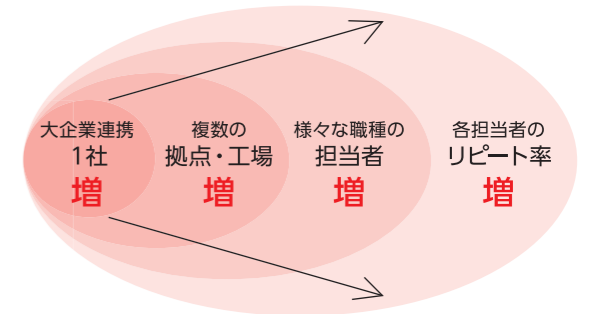 大企業連携
1社
増
複数の
拠点・工場
増
様々な職種の
担当者
増
各担当者の
リピート率
増